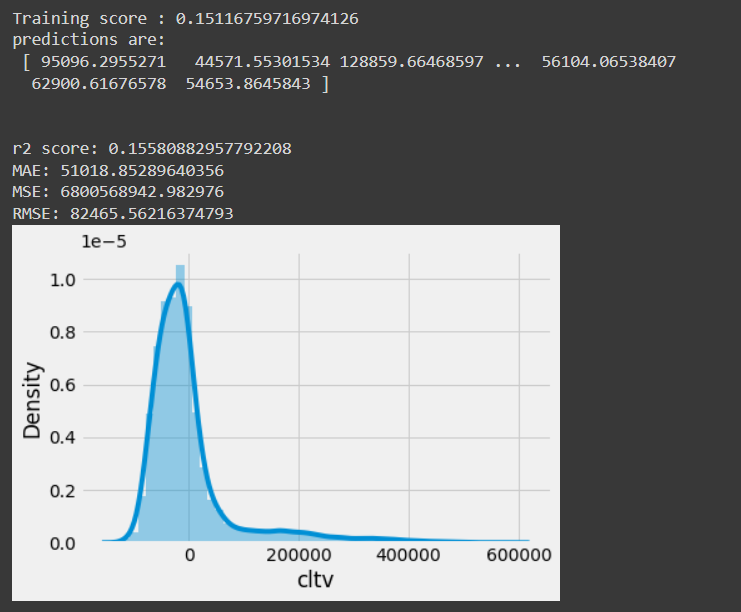 Training score : 0.15116759716974126
predictions are:
[ 95096.2955271 44571.55301534 128859.66468597 ... 56104.06538407
62900.61676578 54653.8645843 ]
r2 score: 0.15580882957792208
MAE: 51018.85289640356
MSE: 6800568942.982976
RMSE: 82465.56216374793
1e−5
1.0
0.8
0.6
0.4
0.2
0.0
Density
0 200000 400000 600000
cltv